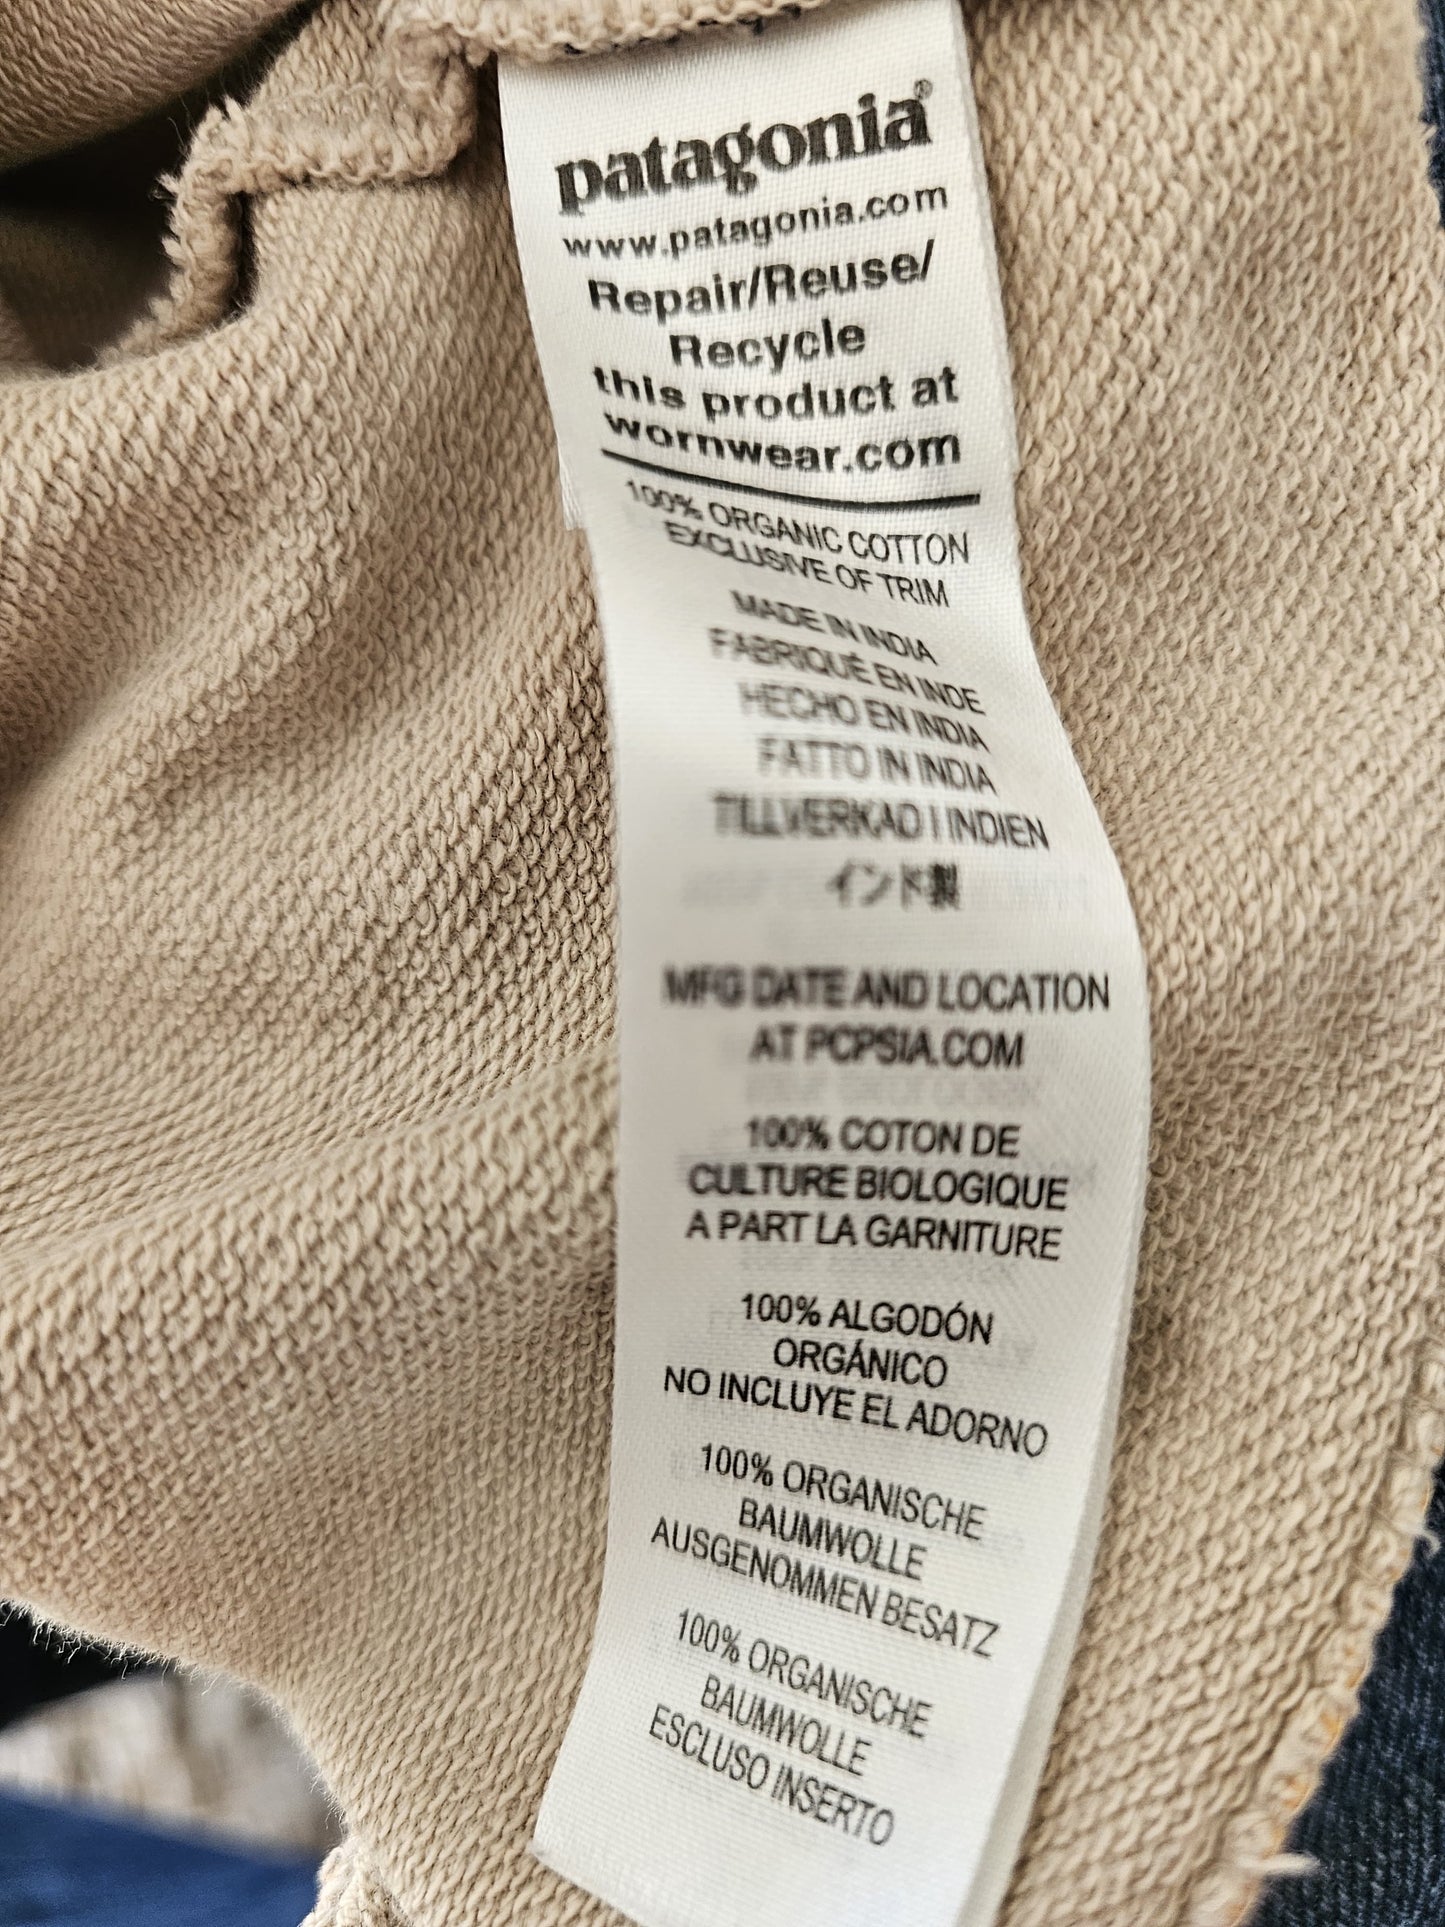 patagonia®
www.patagonia.com
Repair/Reuse/
Recycle
this product at
wornwear.com
100% ORGANIC COTTON
EXCLUSIVE OF TRIM
MADE IN INDIA
FABRIQUÉ EN INDE
HECHO EN INDIA
FATTO IN INDIA
TILLVERKAD I INDIEN
インド製
MFG DATE AND LOCATION
AT PCPSIA.COM
100% COTON DE
CULTURE BIOLOGIQUE
A PART LA GARNITURE
100% ALGODÓN
ORGÁNICO
NO INCLUYE EL ADORNO
100% ORGANISCHE
BAUMWOLLE
AUSGENOMMEN BESATZ
100% ORGANISCHE
BAUMWOLLE
ESCLUSO INSERTO